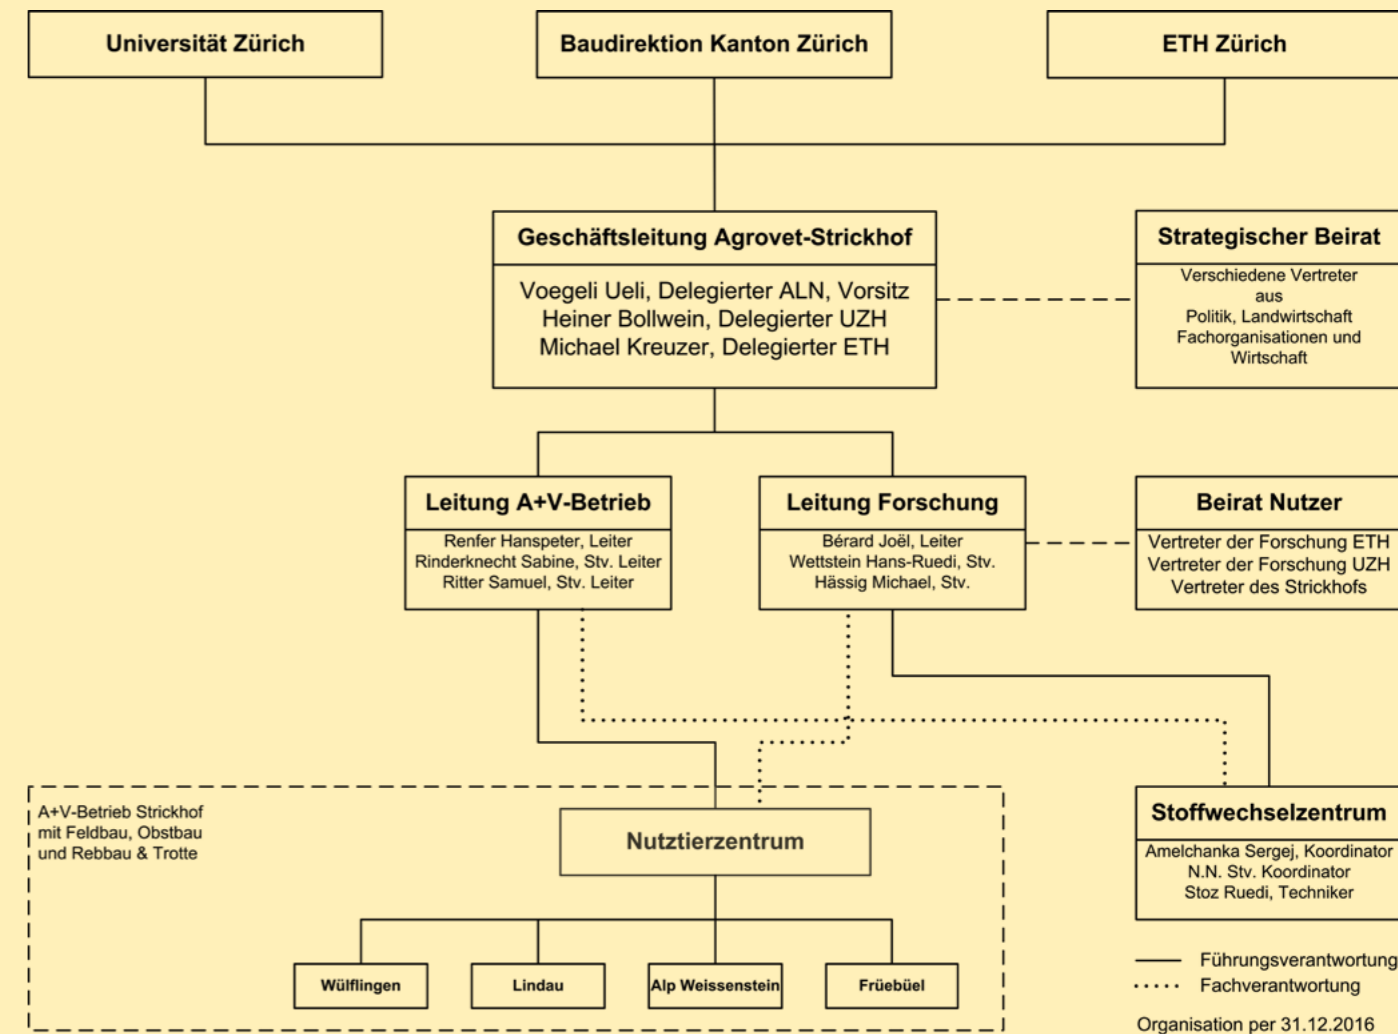 Universität Zürich
Baudirektion Kanton Zürich
ETH Zürich
Geschäftsleitung Agrovet-Strickhof
Voegeli Ueli, Delegierter ALN, Vorsitz
Heiner Bollwein, Delegierter UZH
Michael Kreuzer, Delegierter ETH
Strategischer Beirat
Verschiedene Vertreter
aus
Politik, Landwirtschaft
Fachorganisationen und
Wirtschaft
Leitung A+V-Betrieb
Renfer Hanspeter, Leiter
Rinderknecht Sabine, Stv. Leiter
Ritter Samuel, Stv. Leiter
Leitung Forschung
Bérard Joël, Leiter
Wettstein Hans-Ruedi, Stv.
Hässig Michael, Stv.
Beirat Nutzer
Vertreter der Forschung ETH
Vertreter der Forschung UZH
Vertreter des Strickhofs
A+V-Betrieb Strickhof
mit Feldbau, Obstbau
und Rebbau & Trotte
Nutztierzentrum
Wülflingen
Lindau
Alp Weissenstein
Früebüel
Stoffwechselzentrum
Amelchanka Sergej, Koordinator
N.N. Stv. Koordinator
Stoz Ruedi, Techniker
Führungsverantwortung
Fachverantwortung
Organisation per 31.12.2016